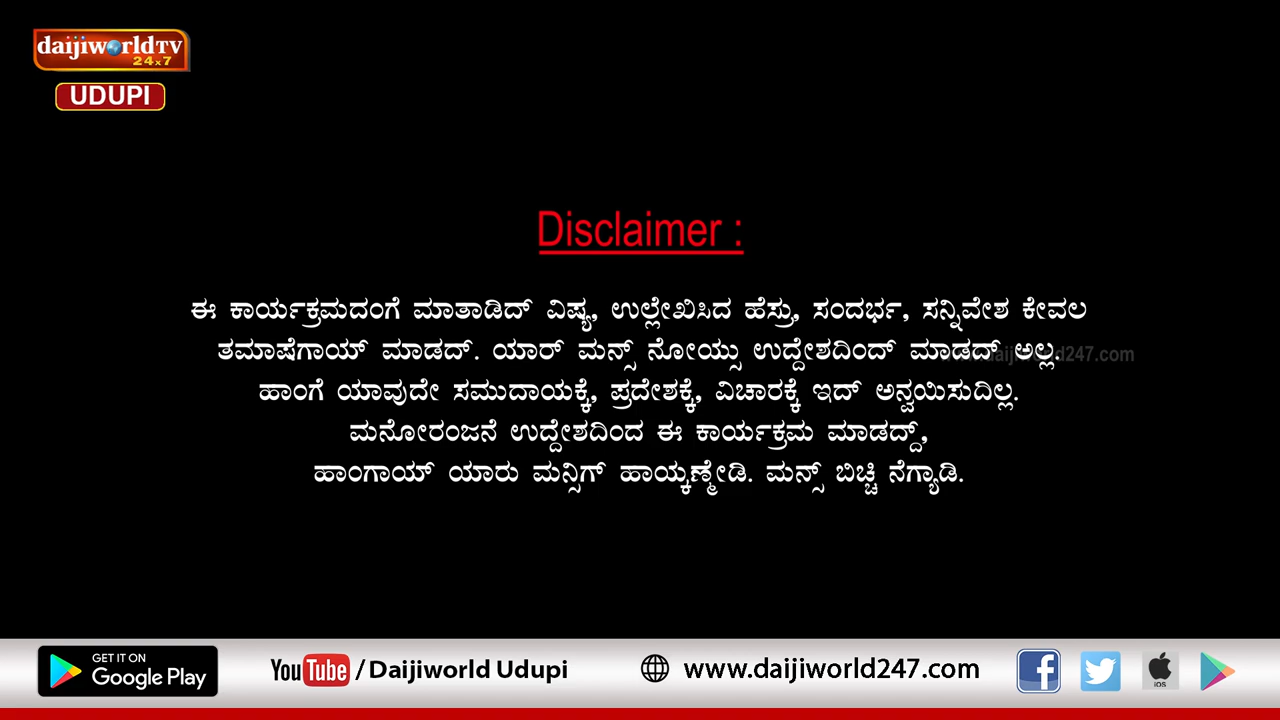 daijiworldTV
24x7
UDUPI
Disclaimer :
ಈ ಕಾರ್ಯಕ್ರಮದಂಗೆ ಮಾತಾಡಿದ್ ವಿಷ್ಯ, ಉಲ್ಲೇಖಿಸಿದ ಹೆಸ್ರು, ಸಂದರ್ಭ, ಸನ್ನಿವೇಶ ಕೇವಲ
ತಮಾಷೆಗಾಯ್ ಮಾಡದ್. ಯಾರ್ ಮನ್ಸ್ ನೋಯ್ಸು ಉದ್ದೇಶದಿಂದ್ ಮಾಡದ್ ಅಲ್ಲ.
ಹಾಂಗೆ ಯಾವುದೇ ಸಮುದಾಯಕ್ಕೆ, ಪ್ರದೇಶಕ್ಕೆ, ವಿಚಾರಕ್ಕೆ ಇದ್ ಅನ್ವಯಿಸುದಿಲ್ಲ.
ಮನೋರಂಜನೆ ಉದ್ದೇಶದಿಂದ ಈ ಕಾರ್ಯಕ್ರಮ ಮಾಡದ್ದ್,
ಹಾಂಗಾಯ್ ಯಾರು ಮನ್ಸಿಗ್ ಹಾಯ್ಕಣ್ಮೇಡಿ. ಮನ್ಸ್ ಬಿಚ್ಚಿ ನೆಗ್ಯಾಡಿ.
GET IT ON
Google Play
YouTube / Daijiworld Udupi
www.daijiworld247.com
iOS